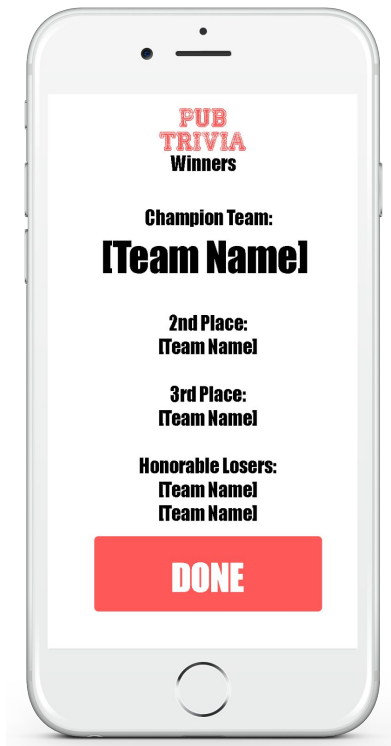 PUB
TRIVIA
Winners
Champion Team:
[Team Name]
2nd Place:
[Team Name]
3rd Place:
[Team Name]
Honorable Losers:
[Team Name]
[Team Name]
DONE